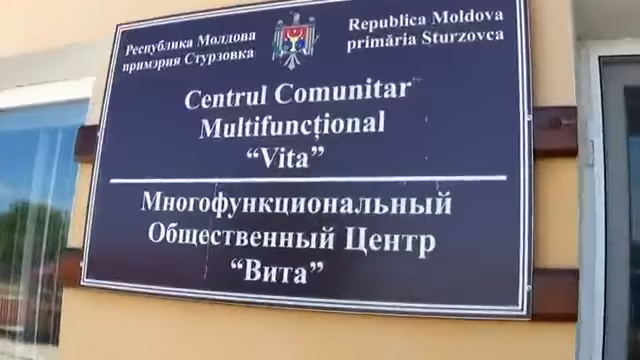 Республика Молдова
примэрия Стурзовка
Republica Moldova
primăria Sturzovca
Centrul Comunitar
Multifuncțional
“Vita”
Многофункциональный
Общественный Центр
“Вита”